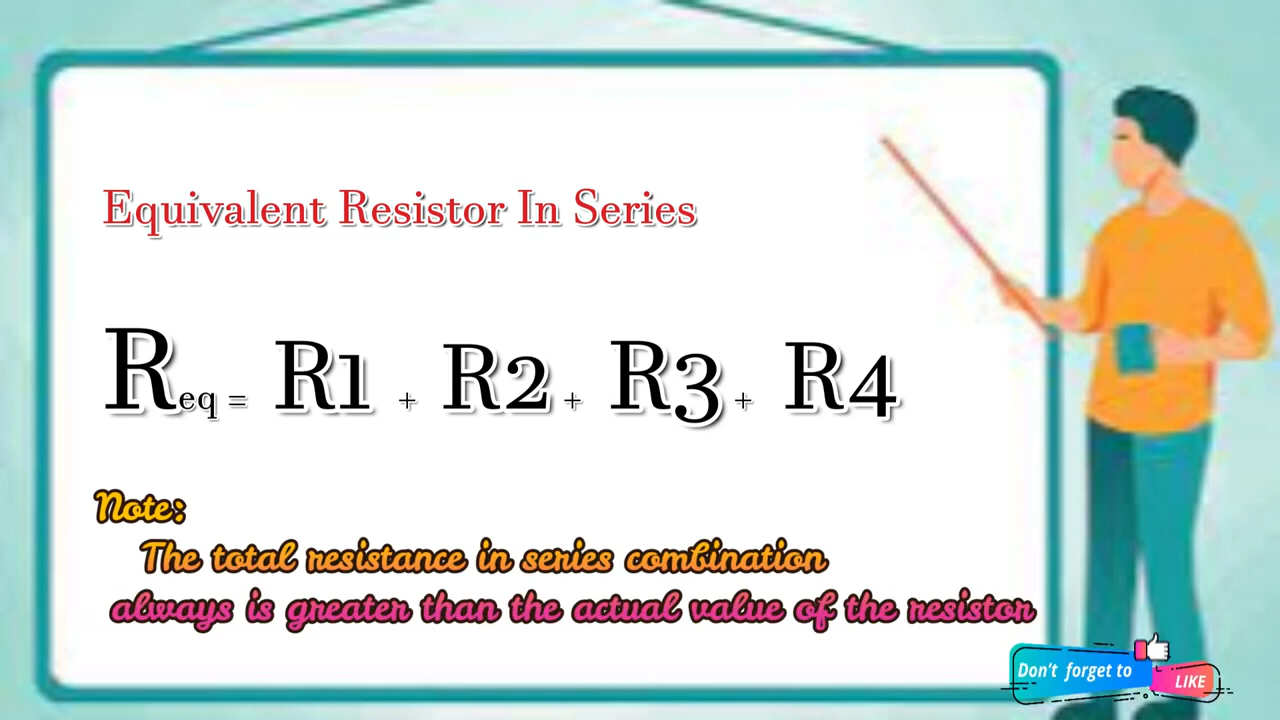 Equivalent Resistor In Series
Req = R1 + R2 + R3 + R4
Note:
The total resistance in series combination
always is greater than the actual value of the resistor
Don't forget to LIKE